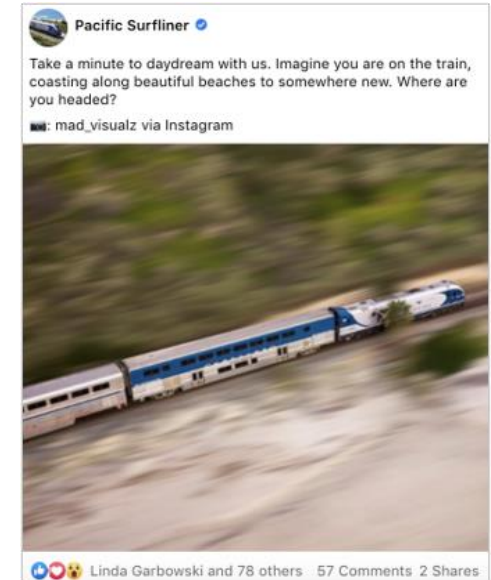 Pacific Surfliner
Take a minute to daydream with us. Imagine you are on the train,
coasting along beautiful beaches to somewhere new. Where are
you headed?
: mad_visualz via Instagram
Linda Garbowski and 78 others 57 Comments 2 Shares